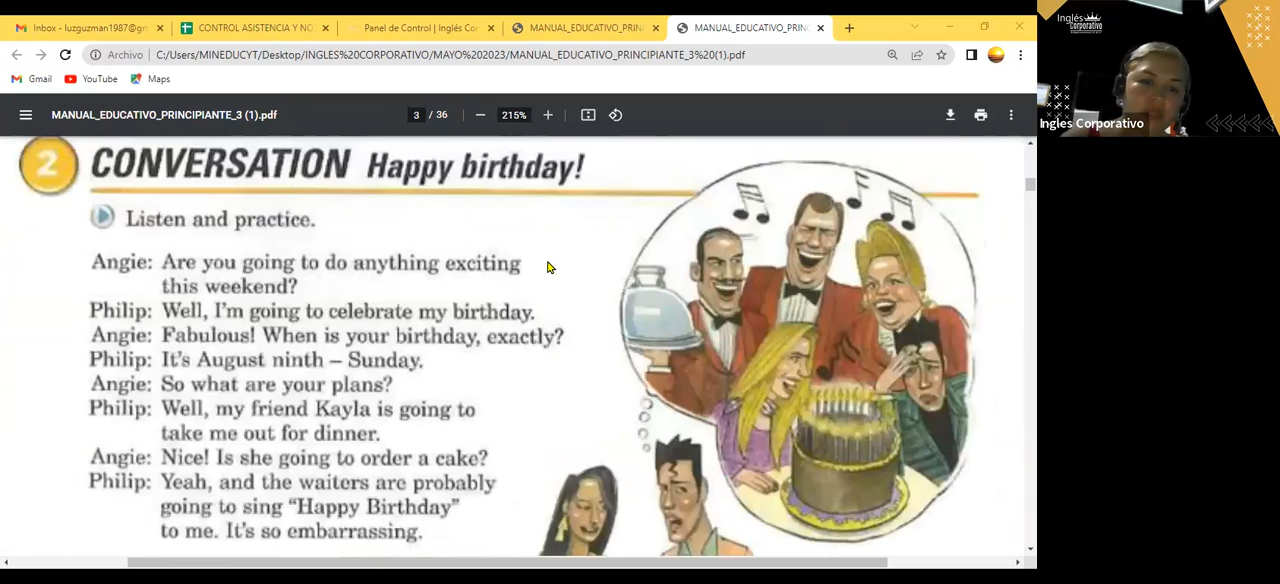 Inbox - luzguzman1987@gm
CONTROL ASISTENCIA Y NO
Panel de Control | Inglés Cor
MANUAL_EDUCATIVO_PRINC
MANUAL_EDUCATIVO_PRINCI
Archivo
C:/Users/MINEDUCYT/Desktop/INGLES%20CORPORATIVO/MAYO%202023/MANUAL_EDUCATIVO_PRINCIPIANTE_3%20(1).pdf
Gmail YouTube Maps
MANUAL_EDUCATIVO_PRINCIPIANTE_3 (1).pdf
3 / 36
215%
2 CONVERSATION Happy birthday!
Listen and practice.
Angie: Are you going to do anything exciting
this weekend?
Philip: Well, I'm going to celebrate my birthday.
Angie: Fabulous! When is your birthday, exactly?
Philip: It's August ninth – Sunday.
Angie: So what are your plans?
Philip: Well, my friend Kayla is going to
take me out for dinner.
Angie: Nice! Is she going to order a cake?
Philip: Yeah, and the waiters are probably
going to sing “Happy Birthday”
to me. It's so embarrassing.
Inglés
Corporativo
Ingles Corporativo